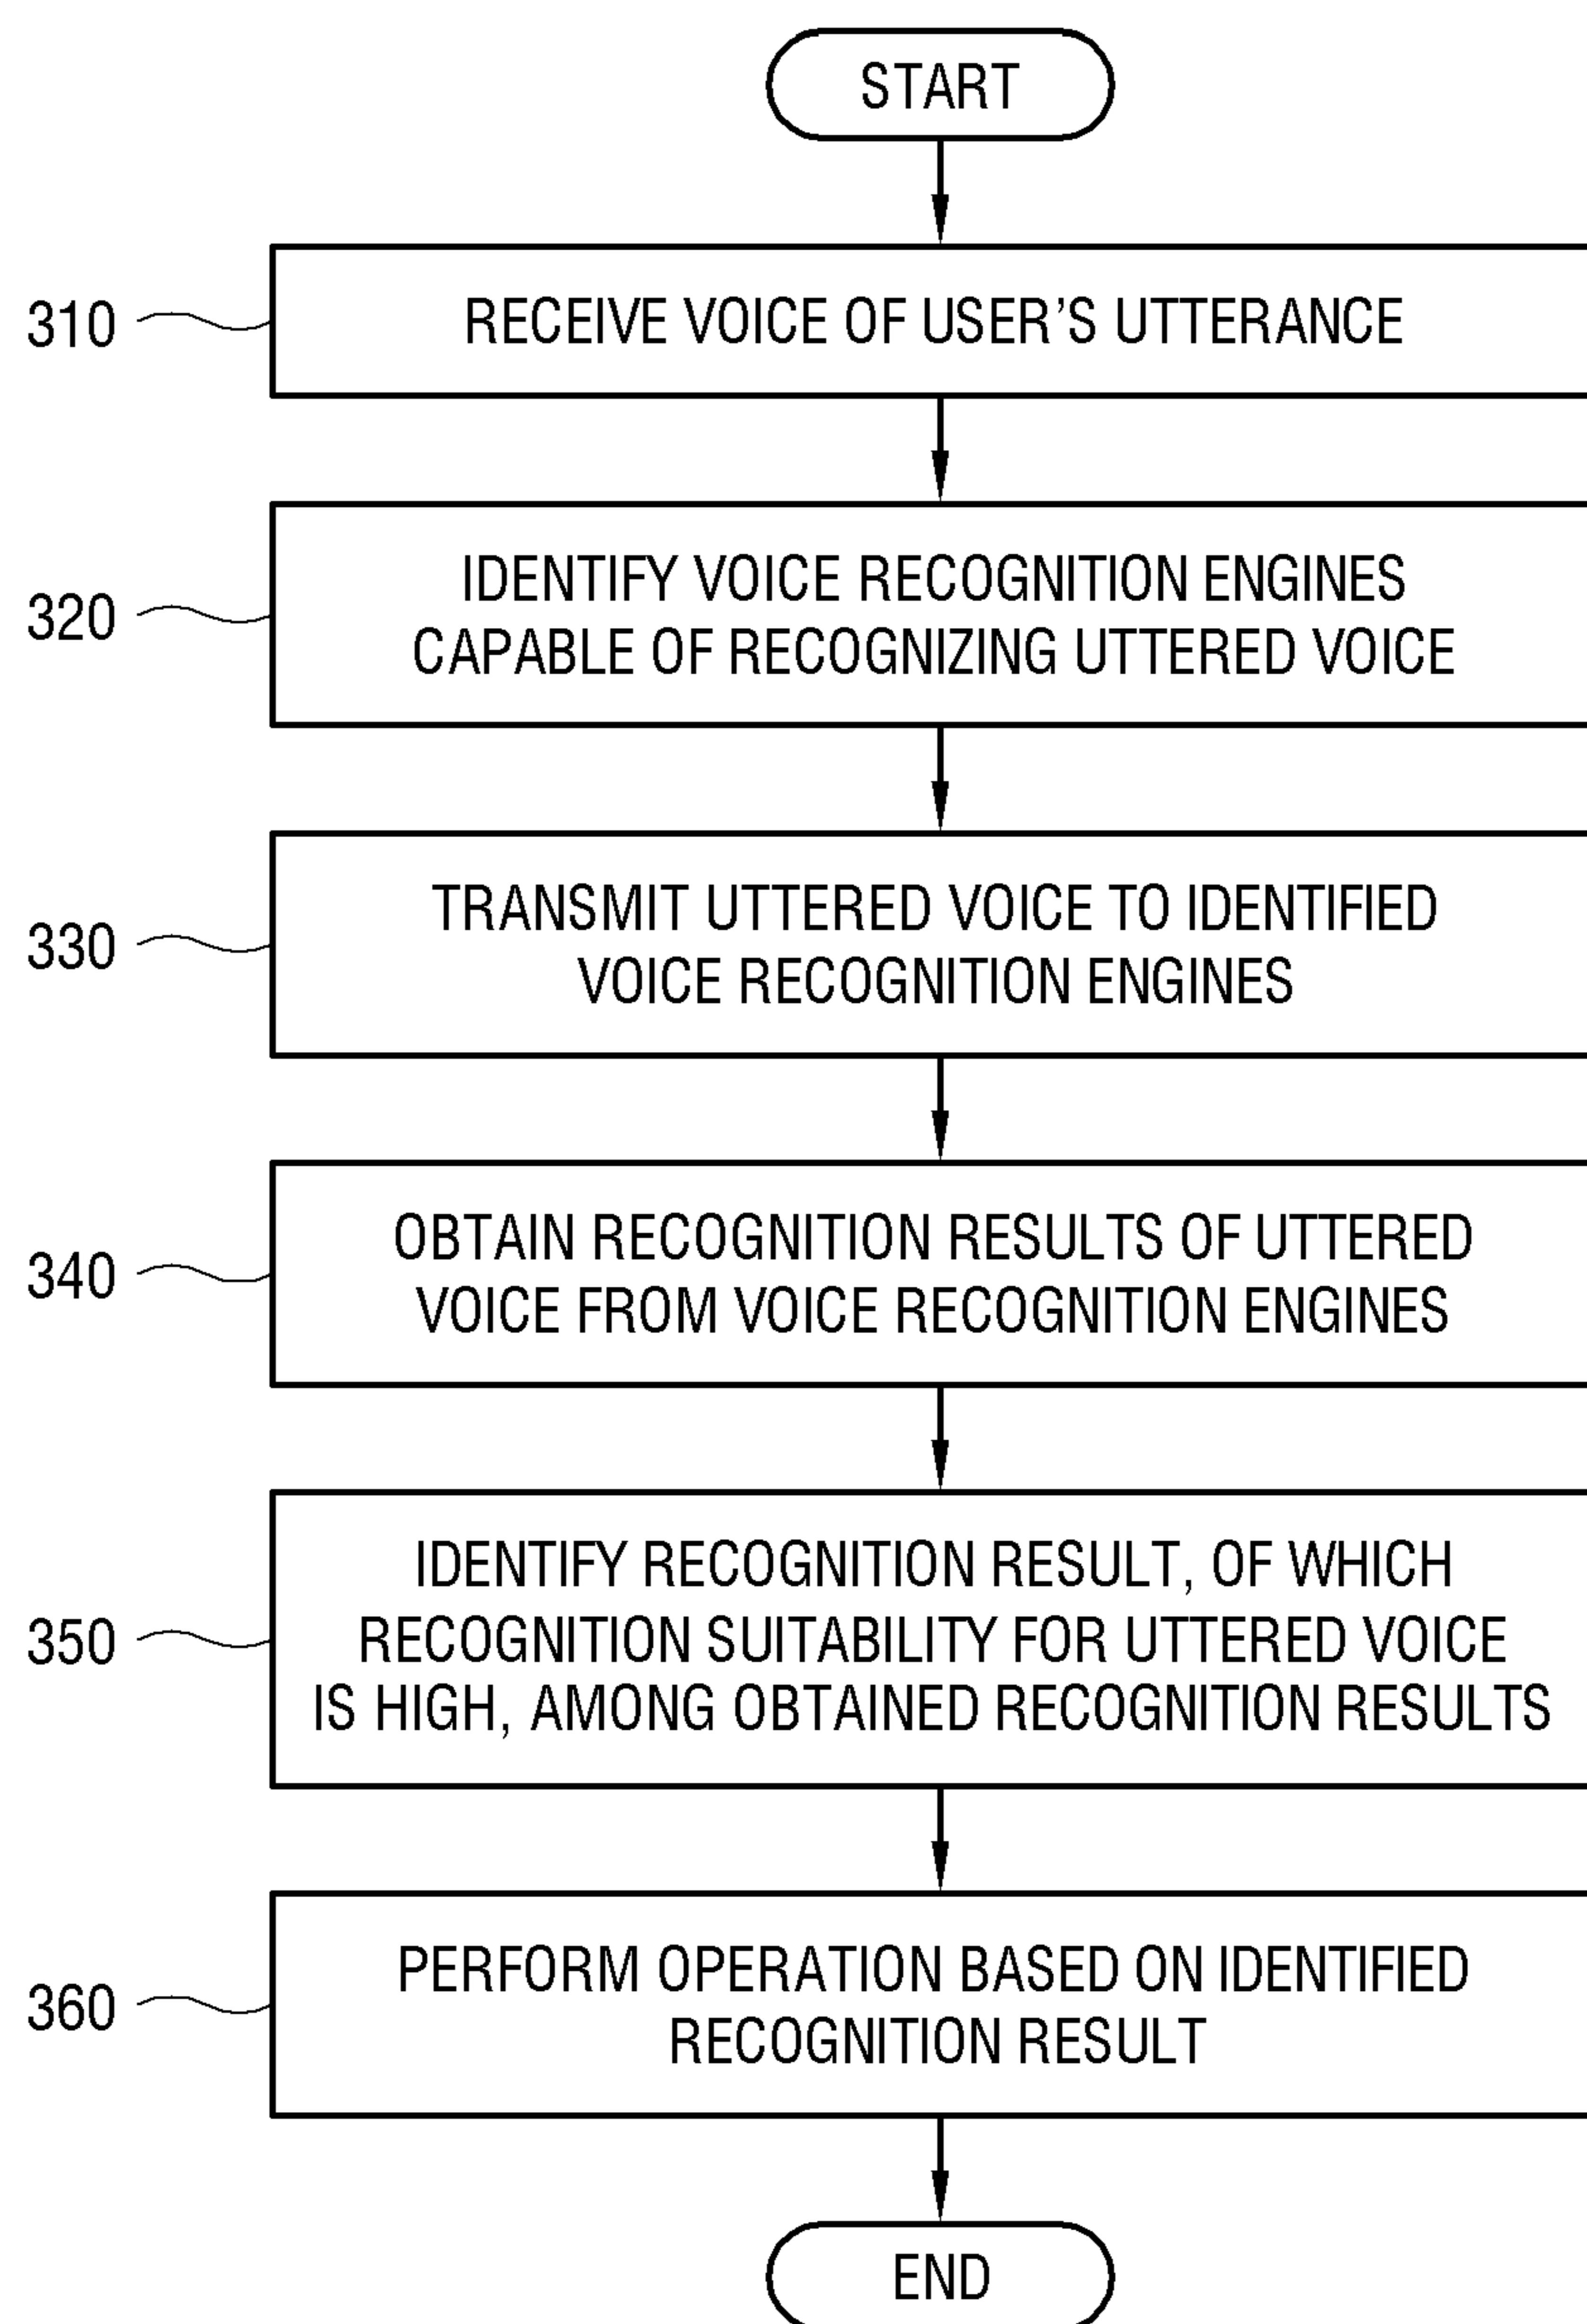 START
310
RECEIVE VOICE OF USER’S UTTERANCE
320
IDENTIFY VOICE RECOGNITION ENGINES
CAPABLE OF RECOGNIZING UTTERED VOICE
330
TRANSMIT UTTERED VOICE TO IDENTIFIED
VOICE RECOGNITION ENGINES
340
OBTAIN RECOGNITION RESULTS OF UTTERED
VOICE FROM VOICE RECOGNITION ENGINES
350
IDENTIFY RECOGNITION RESULT, OF WHICH
RECOGNITION SUITABILITY FOR UTTERED VOICE
IS HIGH, AMONG OBTAINED RECOGNITION RESULTS
360
PERFORM OPERATION BASED ON IDENTIFIED
RECOGNITION RESULT
END